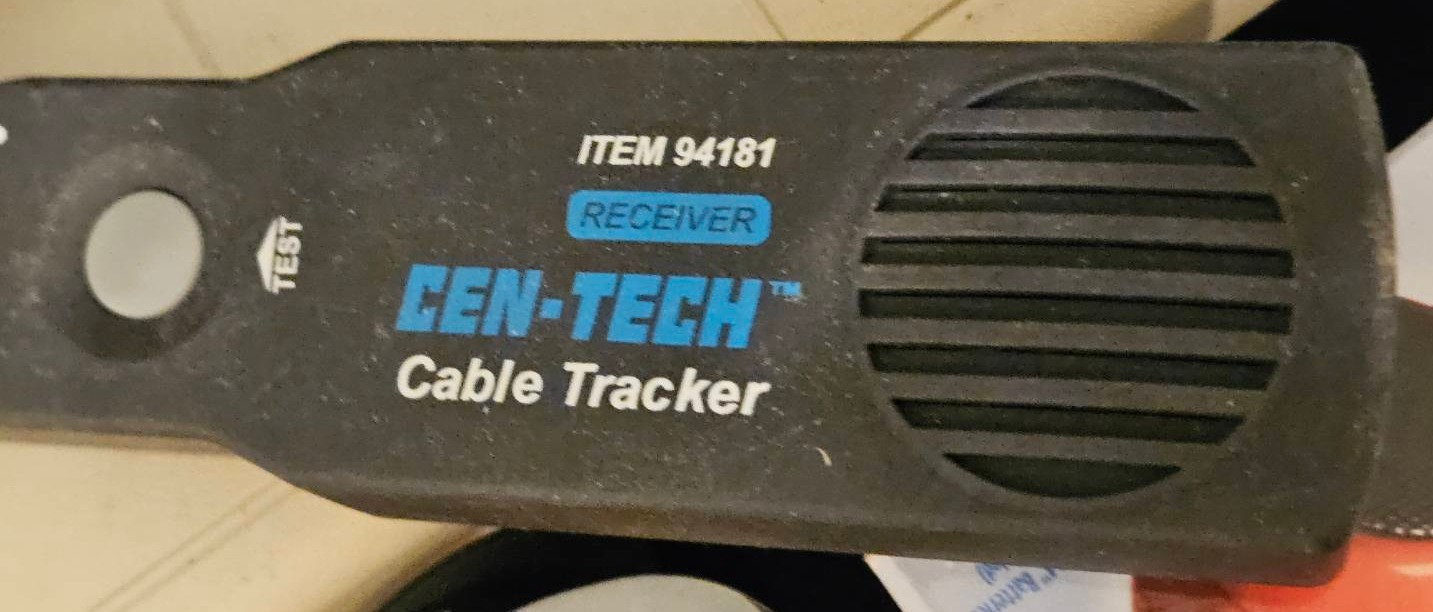 ITEM 94181
RECEIVER
CEN-TECH™
Cable Tracker
TEST